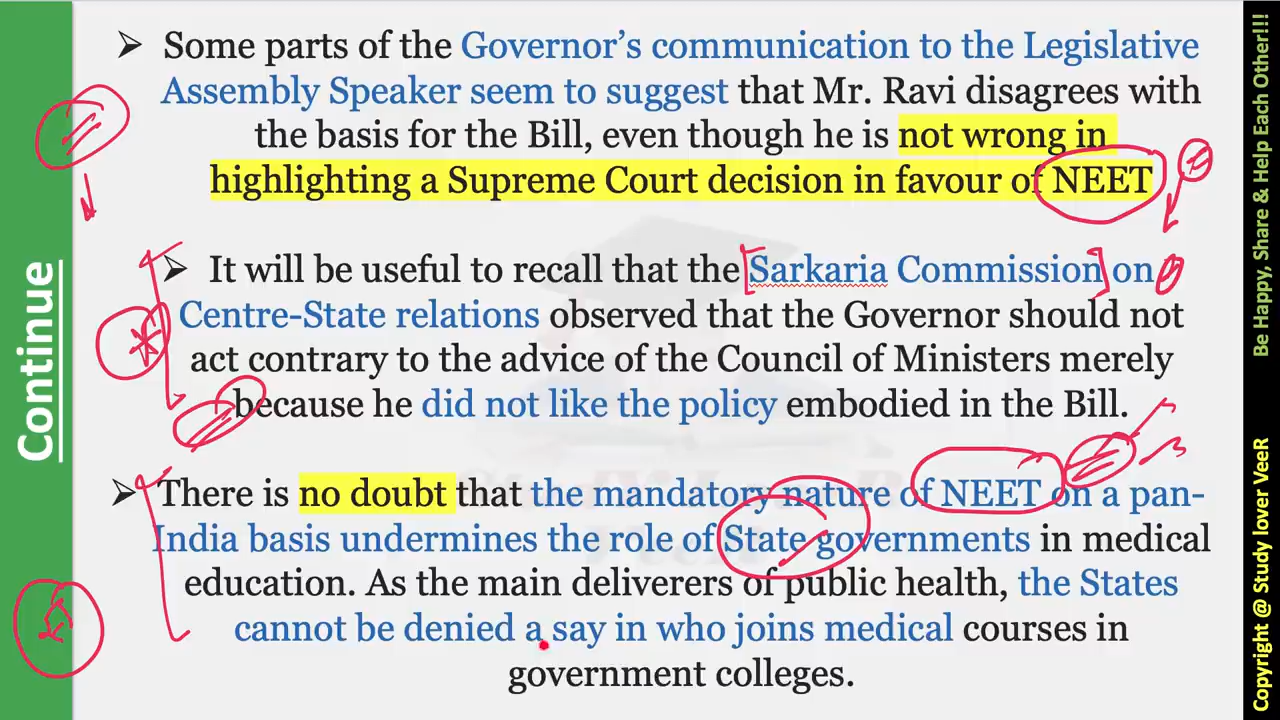 Some parts of the Governor's communication to the Legislative
Assembly Speaker seem to suggest that Mr. Ravi disagrees with
the basis for the Bill, even though he is not wrong in
highlighting a Supreme Court decision in favour of NEET
It will be useful to recall that the Sarkaria Commission on
Centre-State relations observed that the Governor should not
act contrary to the advice of the Council of Ministers merely
because he did not like the policy embodied in the Bill.
There is no doubt that the mandatory nature of NEET on a pan-
India basis undermines the role of State governments in medical
education. As the main deliverers of public health, the States
cannot be denied a say in who joins medical courses in
government colleges.
Continue
Be Happy, Share & Help Each Other!!!
Copyright @ Study lover VeeR